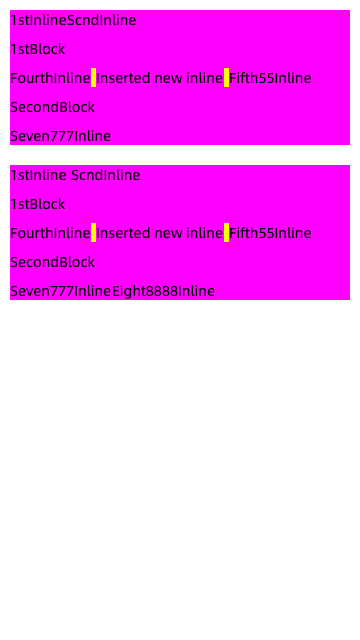 1stInlineScndInline
1stBlock
FourthInline Inserted new inline Fifth55Inline
SecondBlock
Seven777Inline
1stInline ScndInline
1stBlock
FourthInline Inserted new inline Fifth55Inline
SecondBlock
Seven777InlineEight8888Inline